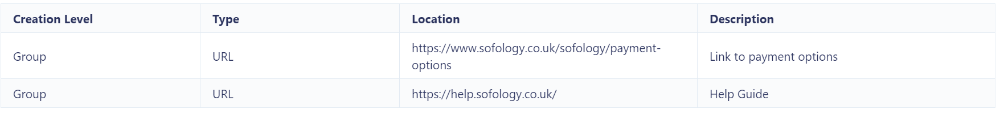 Creation Level Type Location Description
Group URL https://www.sofology.co.uk/sofology/payment-
options Link to payment options
Group URL https://help.sofology.co.uk/ Help Guide